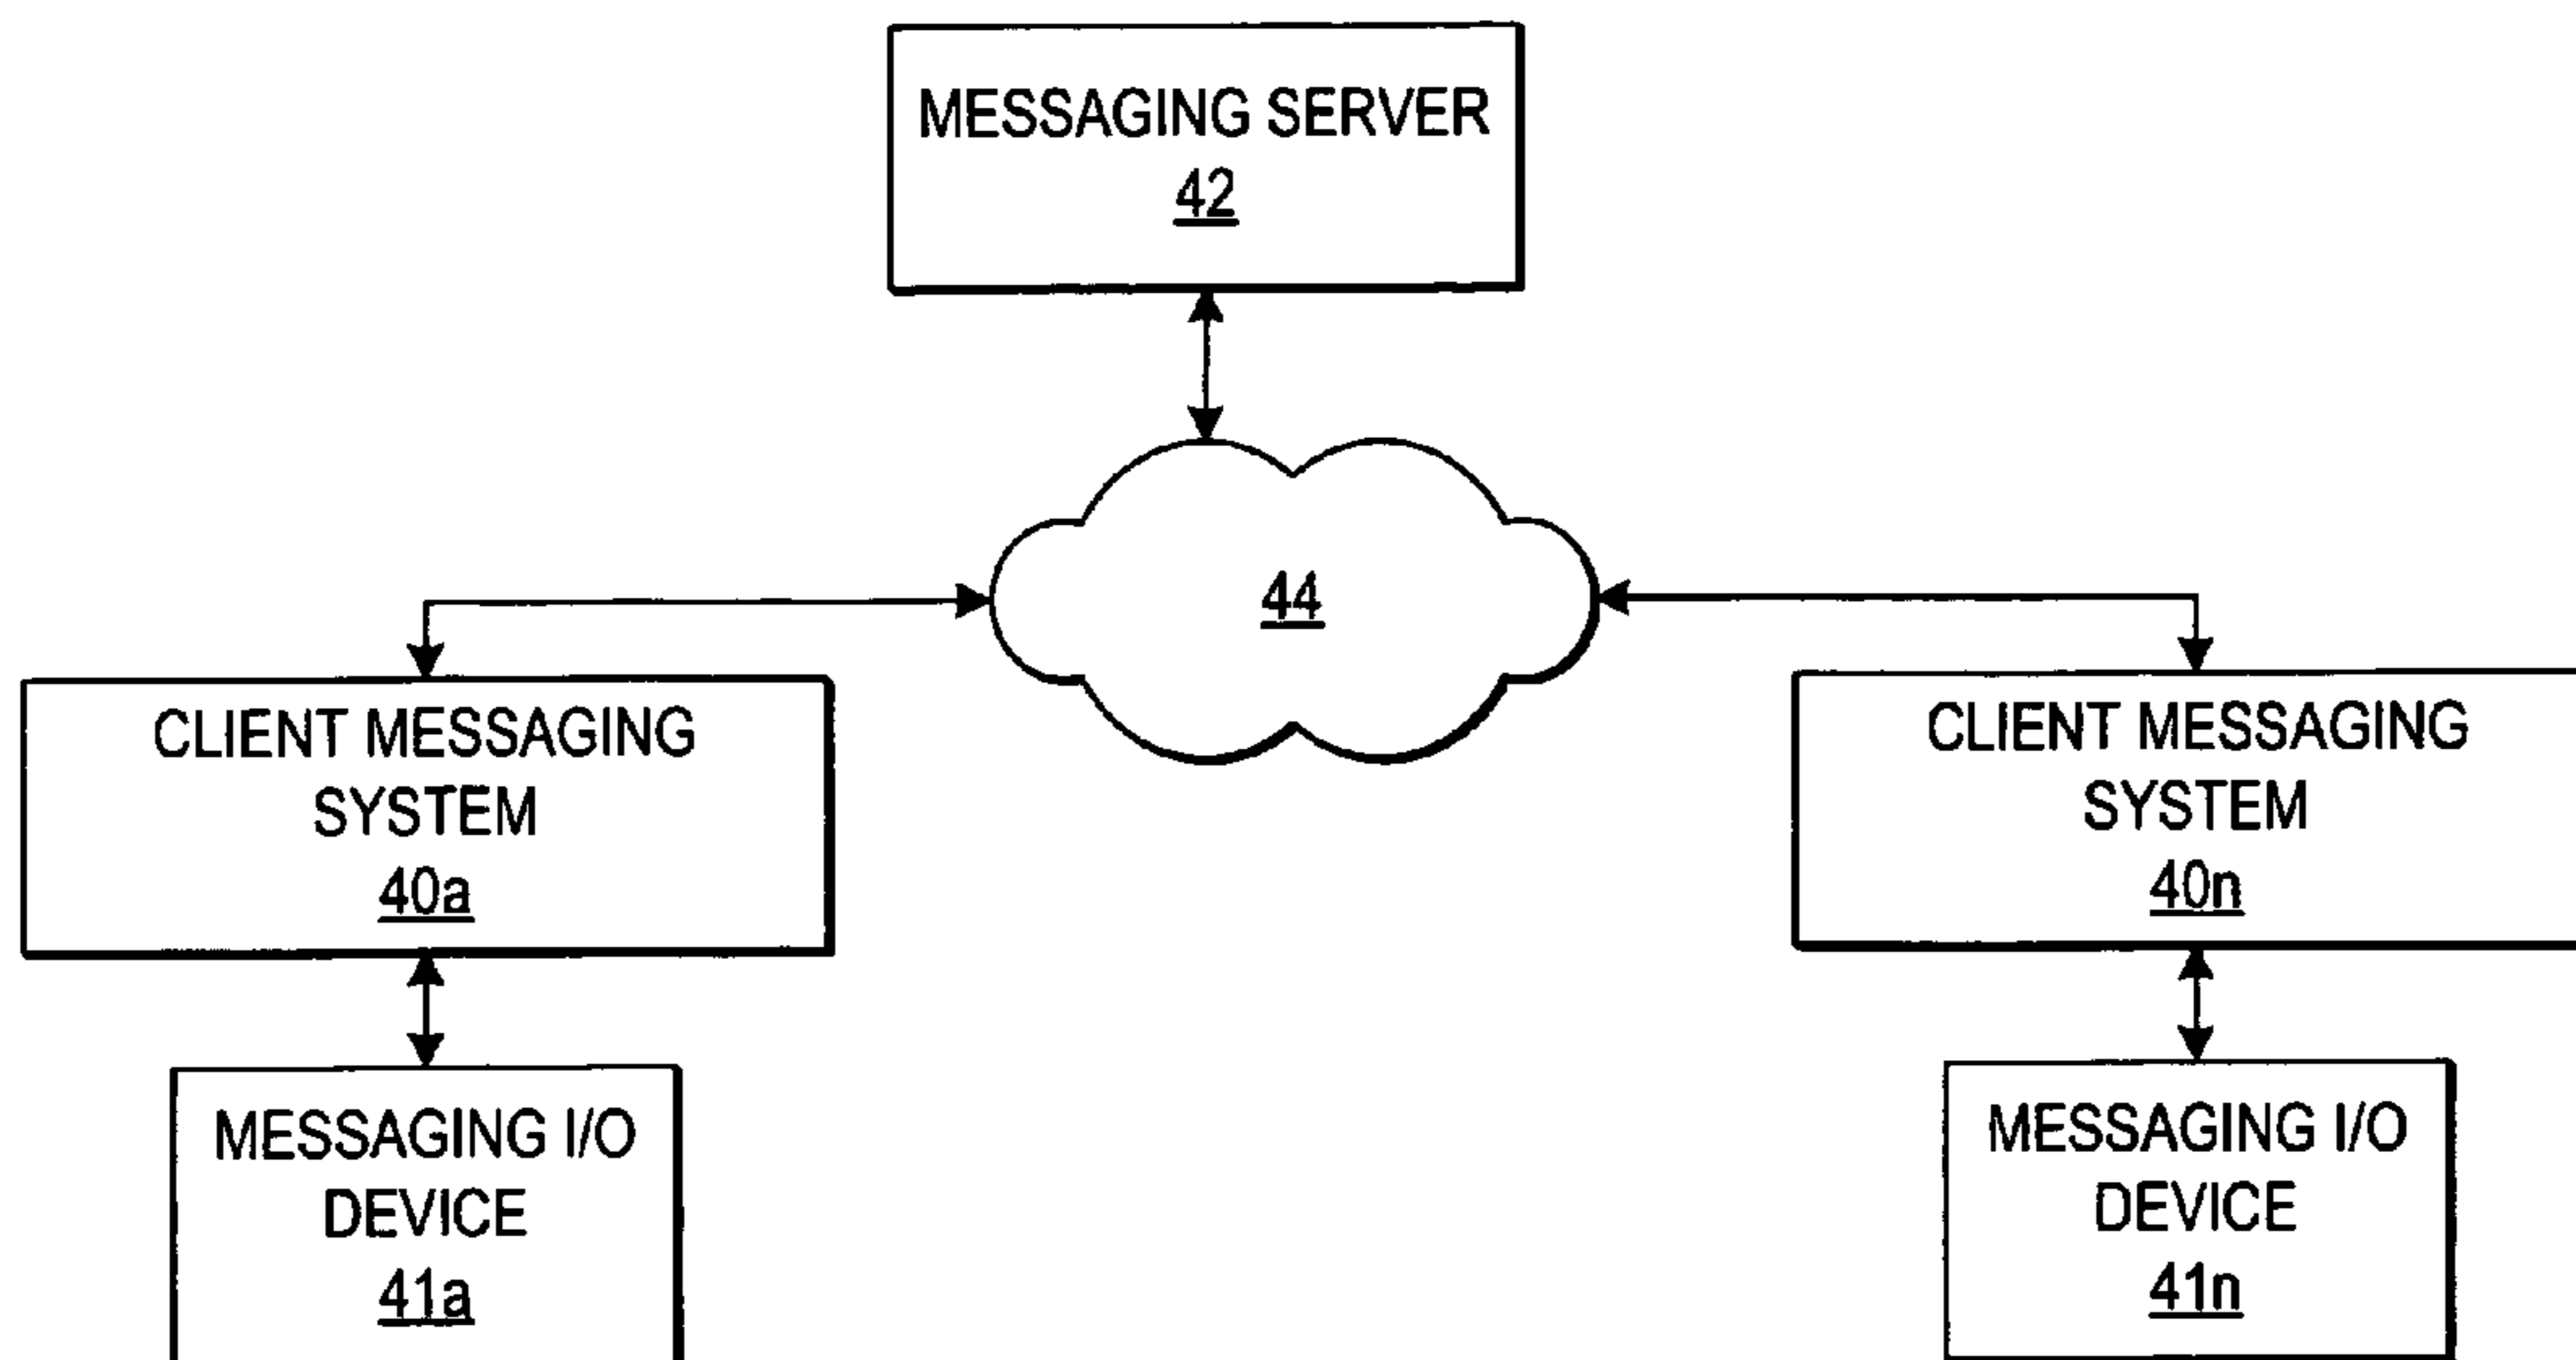 MESSAGING SERVER
42
44
CLIENT MESSAGING
SYSTEM
40a
CLIENT MESSAGING
SYSTEM
40n
MESSAGING I/O
DEVICE
41a
MESSAGING I/O
DEVICE
41n